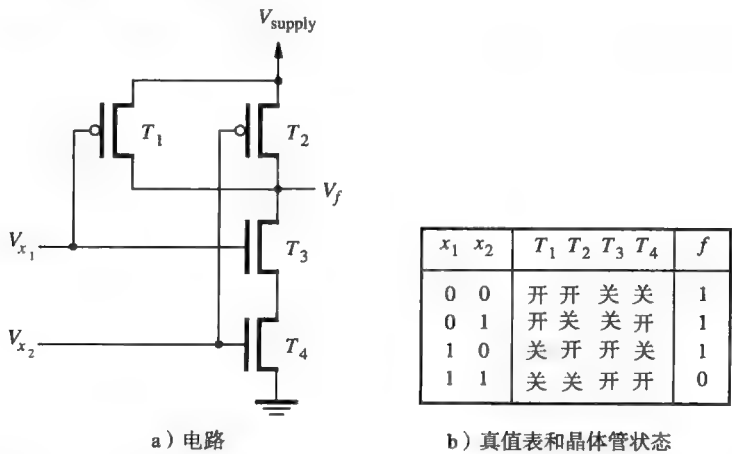 V_supply
T_1
T_2
V_f
V_x_1
T_3
V_x_2
T_4
a）电路
x_1 x_2 T_1 T_2 T_3 T_4 f
0 0 开 开 关 关 1
0 1 开 关 关 开 1
1 0 关 开 开 关 1
1 1 关 关 开 开 0
b）真值表和晶体管状态